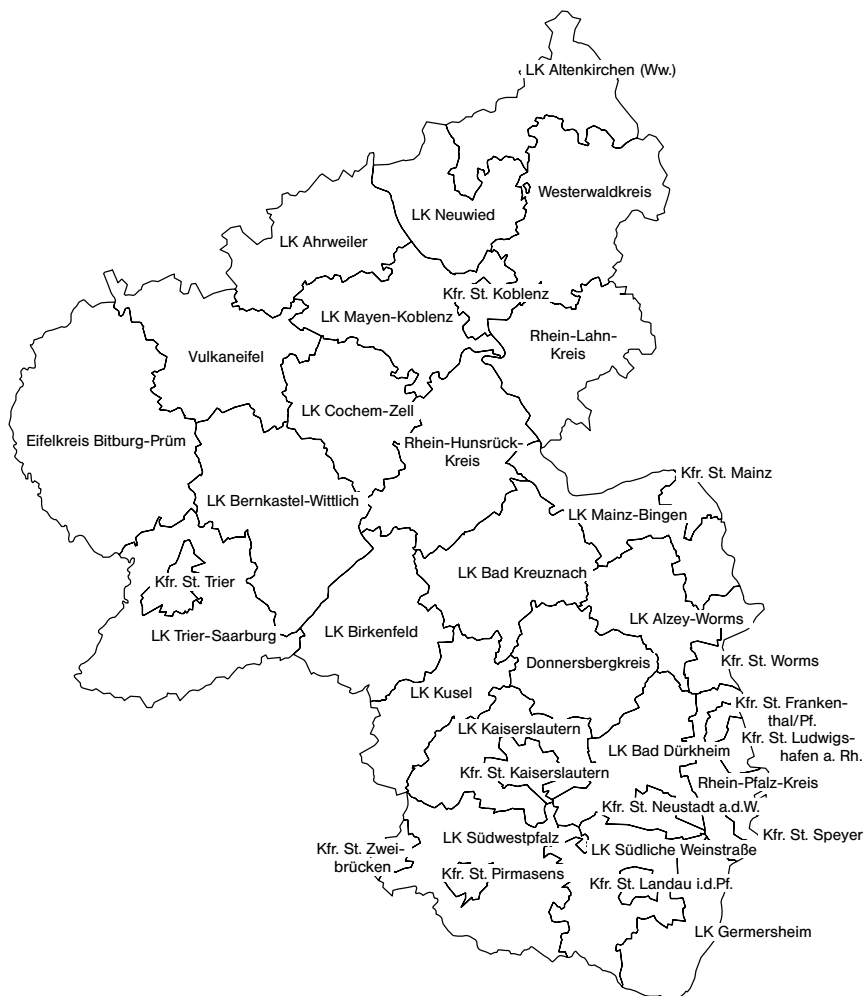 LK Altenkirchen (Ww.)
Westerwaldkreis
LK Neuwied
LK Ahrweiler
Kfr. St. Koblenz
LK Mayen-Koblenz
Rhein-Lahn-
Kreis
Vulkaneifel
LK Cochem-Zell
Eifelkreis Bitburg-Prüm
Rhein-Hunsrück-
Kreis
Kfr. St. Mainz
LK Bernkastel-Wittlich
LK Mainz-Bingen
Kfr. St. Trier
LK Bad Kreuznach
LK Trier-Saarburg
LK Birkenfeld
LK Alzey-Worms
Donnersbergkreis
Kfr. St. Worms
LK Kusel
Kfr. St. Franken-
thal/Pf.
LK Kaiserslautern
Kfr. St. Ludwigs-
hafen a. Rh.
LK Bad Dürkheim
Kfr. St. Kaiserslautern
Rhein-Pfalz-Kreis
Kfr. St. Neustadt a.d.W.
Kfr. St. Speyer
LK Südwestpfalz
Kfr. St. Zwei-
brücken
LK Südliche Weinstraße
Kfr. St. Pirmasens
Kfr. St. Landau i.d.Pf.
LK Germersheim